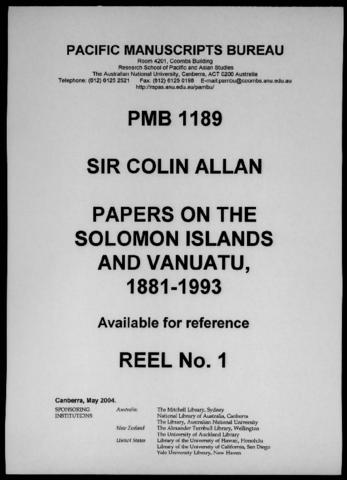 PACIFIC MANUSCRIPTS BUREAU
Room 4201, Coombs Building
Research School of Pacific and Asian Studies
The Australian National University, Canberra, ACT 0200 Australia
Telephone: (612) 6125 2521 Fax: (612) 6125 0198 E-mail:pambu@coombs.anu.edu.au
http://rspas.anu.edu.au/pambu/
PMB 1189
SIR COLIN ALLAN
PAPERS ON THE
SOLOMON ISLANDS
AND VANUATU,
1881-1993
Available for reference
REEL No. 1
Canberra, May 2004.
SPONSORING Australia The Mitchell Library, Sydney
INSTITUTIONS National Library of Australia, Canberra
The Library, Australian National University
New Zealand The Alexander Turnbull Library, Wellington
The University of Auckland Library
United States Library of the University of Hawaii, Honolulu
Library of the University of California, San Diego
Yale University Library, New Haven